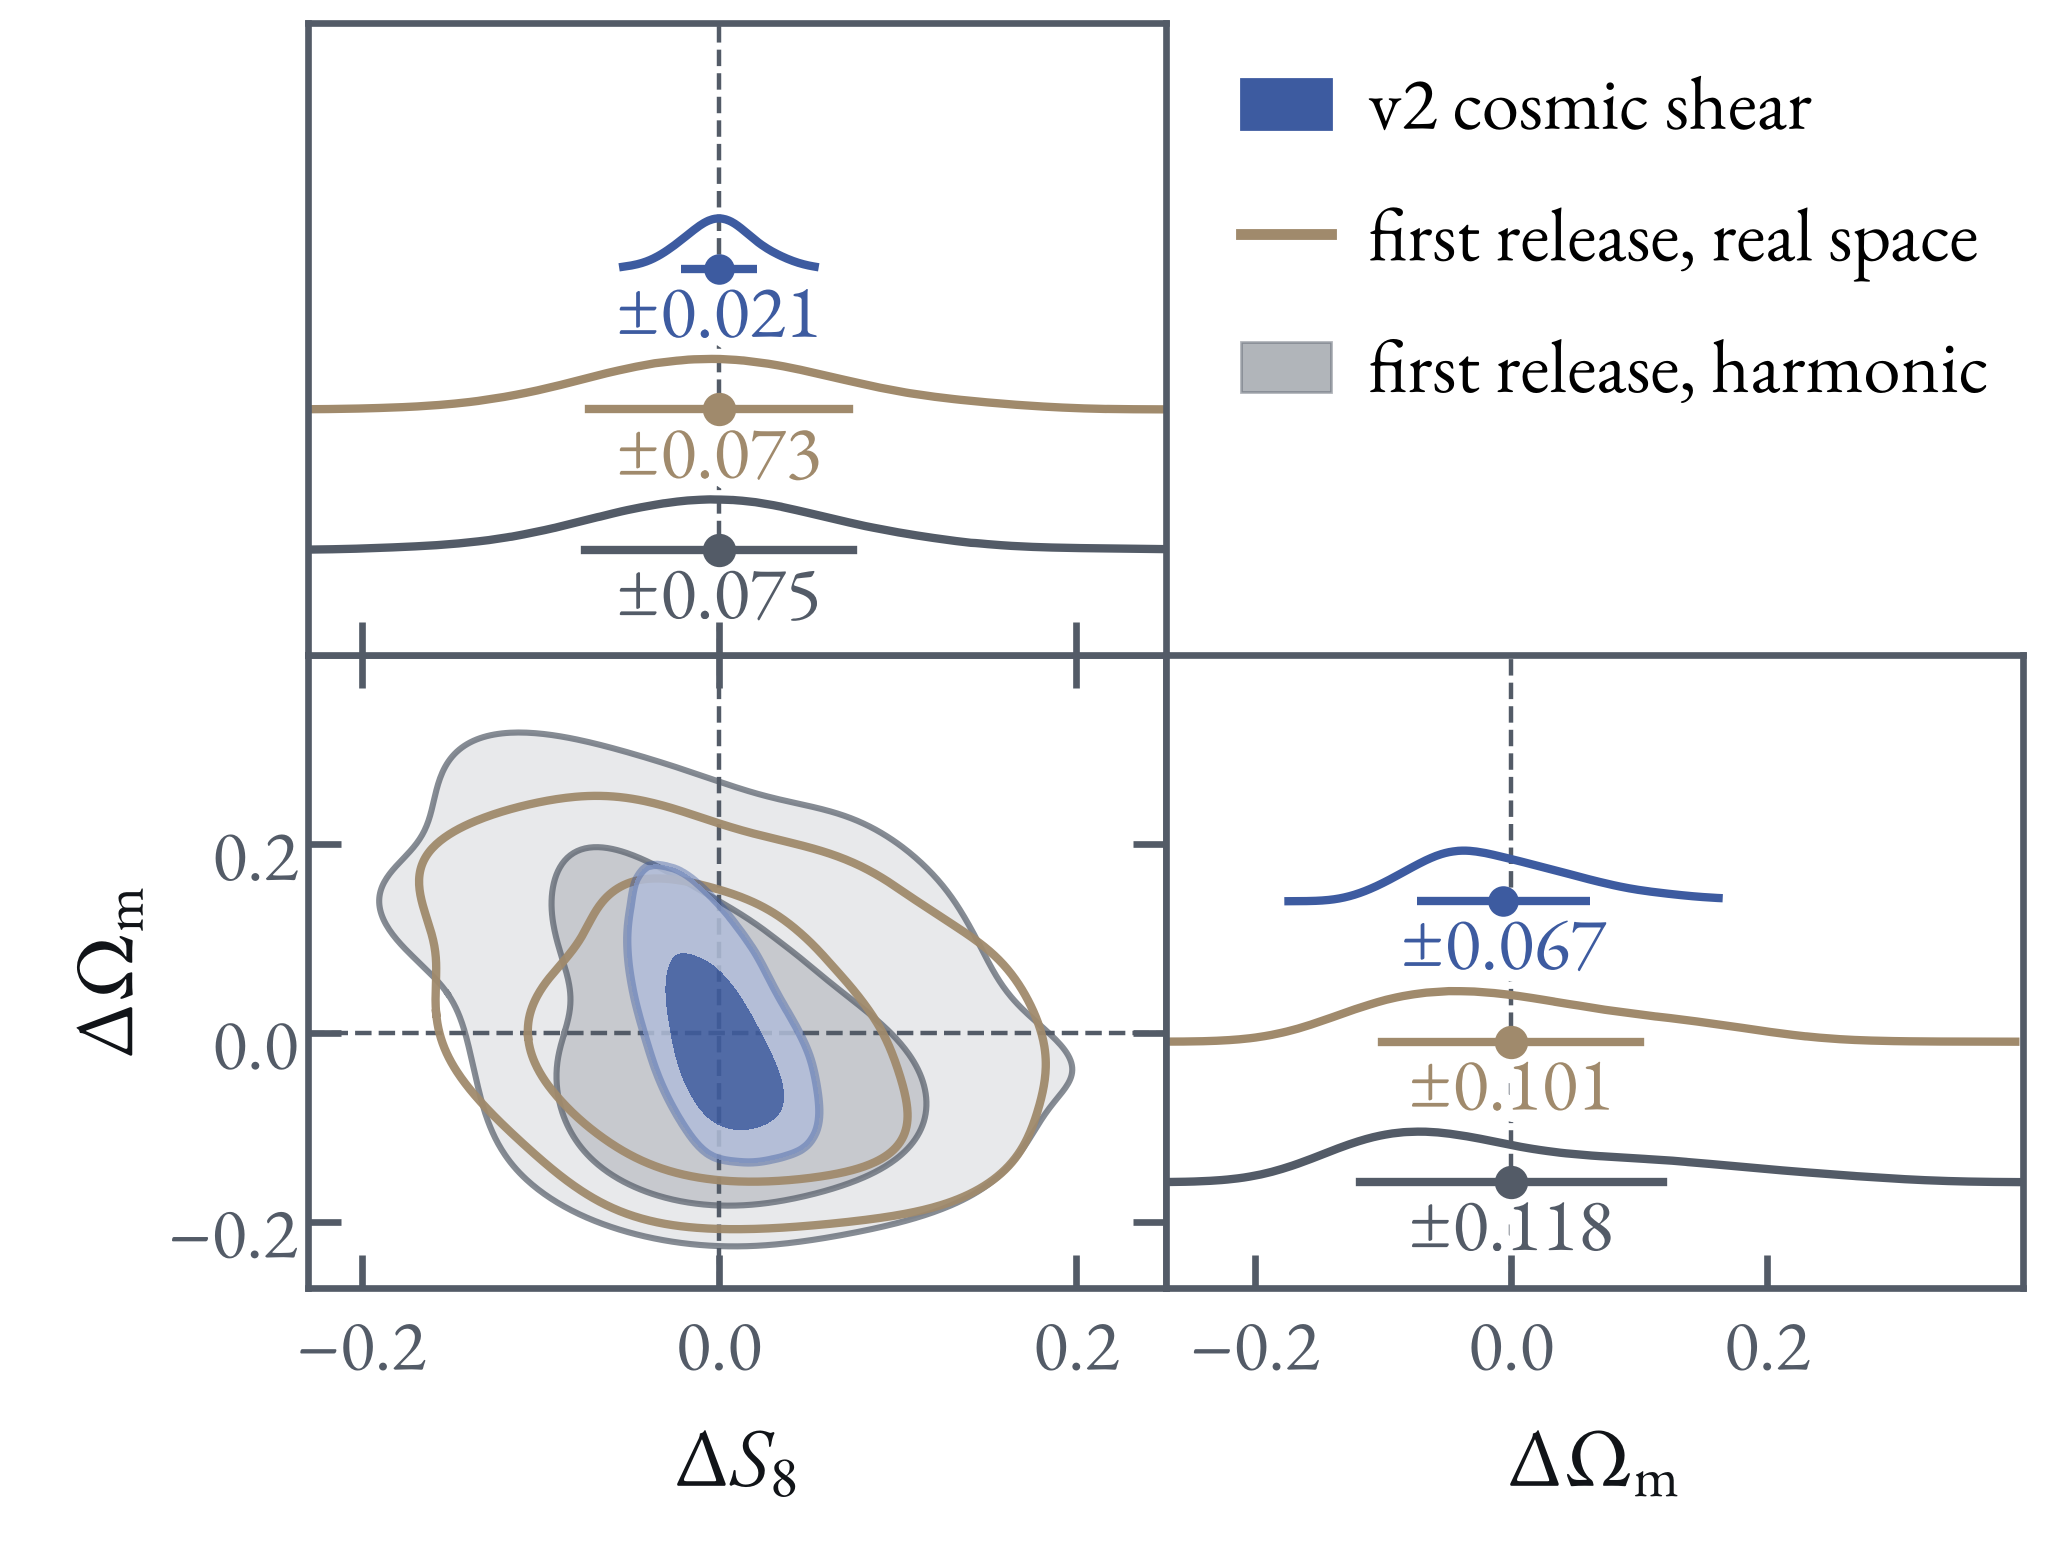 v2 cosmic shear
first release, real space
first release, harmonic
±0.021
±0.073
±0.075
ΔΩm
0.2
0.0
−0.2
±0.067
±0.101
±0.118
−0.2 0.0 0.2 −0.2 0.0 0.2
ΔS8 ΔΩm